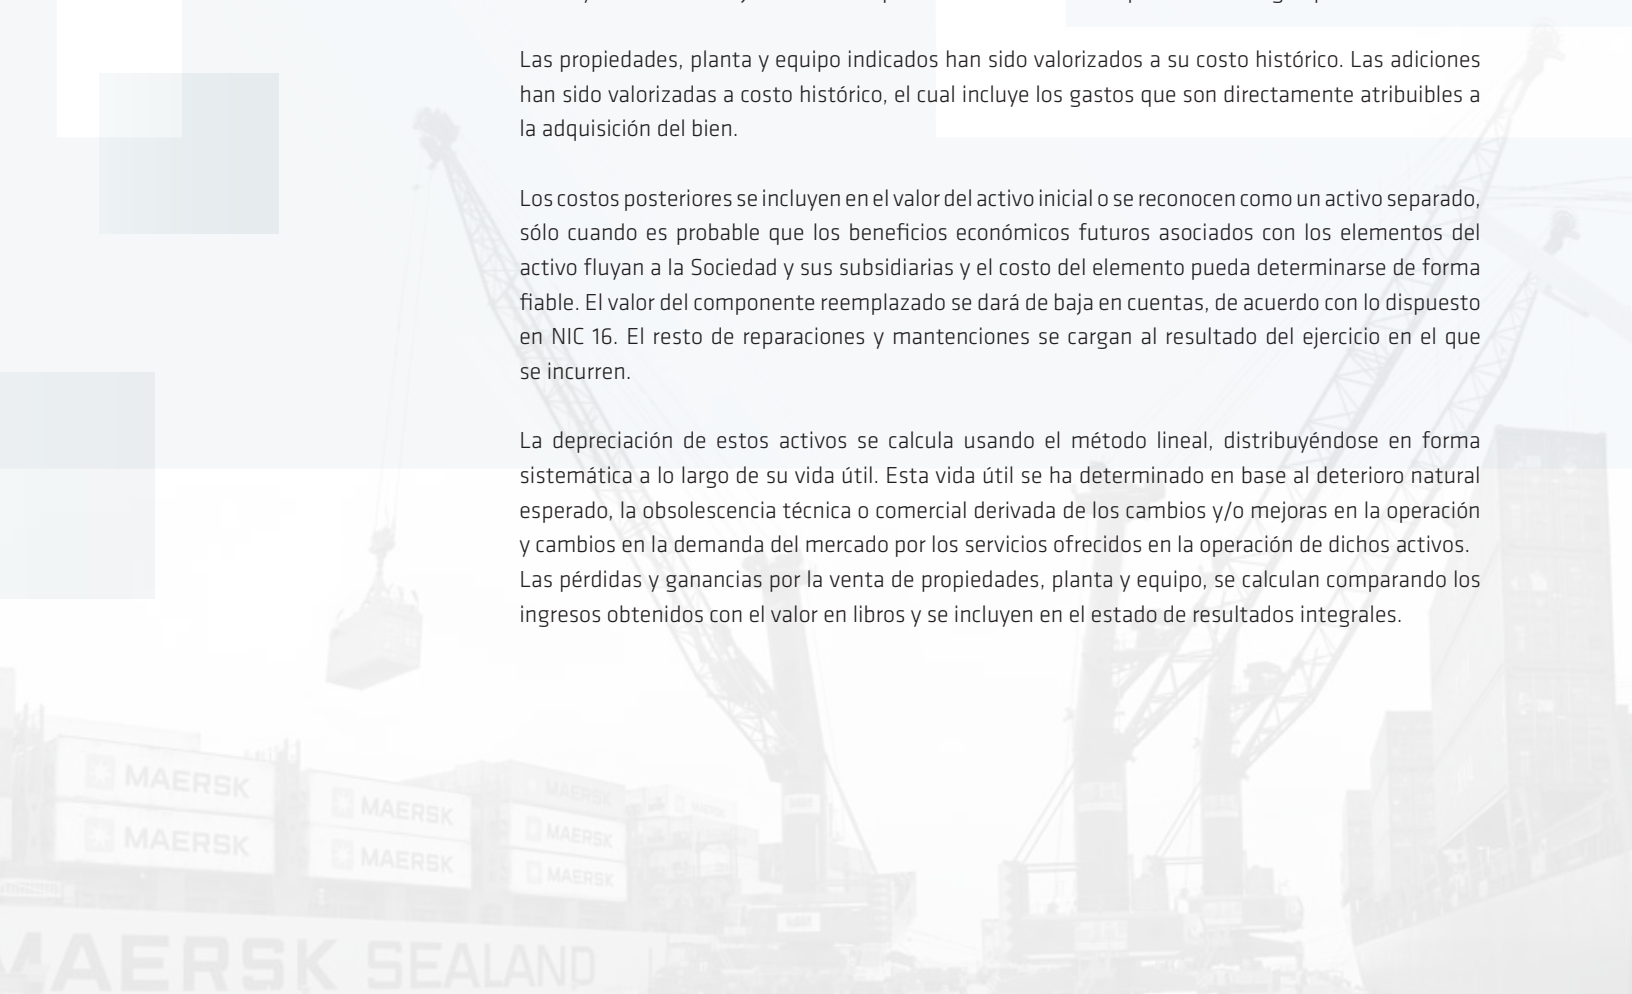 Las propiedades, planta y equipo indicados han sido valorizados a su costo histórico. Las adiciones
han sido valorizadas a costo histórico, el cual incluye los gastos que son directamente atribuibles a
la adquisición del bien.
Los costos posteriores se incluyen en el valor del activo inicial o se reconocen como un activo separado,
sólo cuando es probable que los beneficios económicos futuros asociados con los elementos del
activo fluyan a la Sociedad y sus subsidiarias y el costo del elemento pueda determinarse de forma
fiable. El valor del componente reemplazado se dará de baja en cuentas, de acuerdo con lo dispuesto
en NIC 16. El resto de reparaciones y mantenciones se cargan al resultado del ejercicio en el que
se incurren.
La depreciación de estos activos se calcula usando el método lineal, distribuyéndose en forma
sistemática a lo largo de su vida útil. Esta vida útil se ha determinado en base al deterioro natural
esperado, la obsolescencia técnica o comercial derivada de los cambios y/o mejoras en la operación
y cambios en la demanda del mercado por los servicios ofrecidos en la operación de dichos activos.
Las pérdidas y ganancias por la venta de propiedades, planta y equipo, se calculan comparando los
ingresos obtenidos con el valor en libros y se incluyen en el estado de resultados integrales.
MAERSK
MAERSK
MAERSK
MAERSK
MAERSK
MAERSK
MAERSK
MAERSK
MAERSK SEALAND